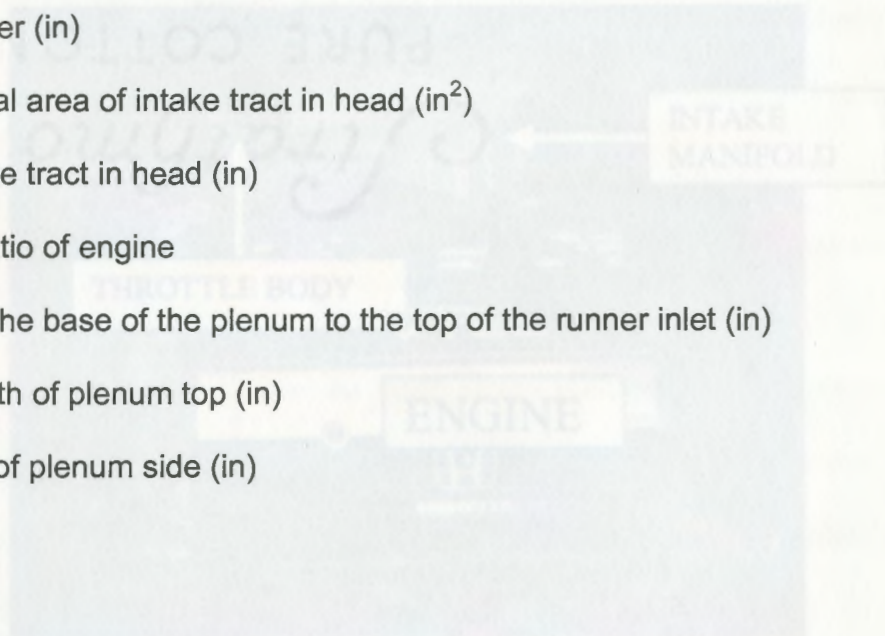 er (in)
PURE COTTO
al area of intake tract in head (in²)
INTAKE
MANIFOLD
e tract in head (in)
tio of engine
THROTTLE BODY
he base of the plenum to the top of the runner inlet (in)
th of plenum top (in)
ENGINE
of plenum side (in)